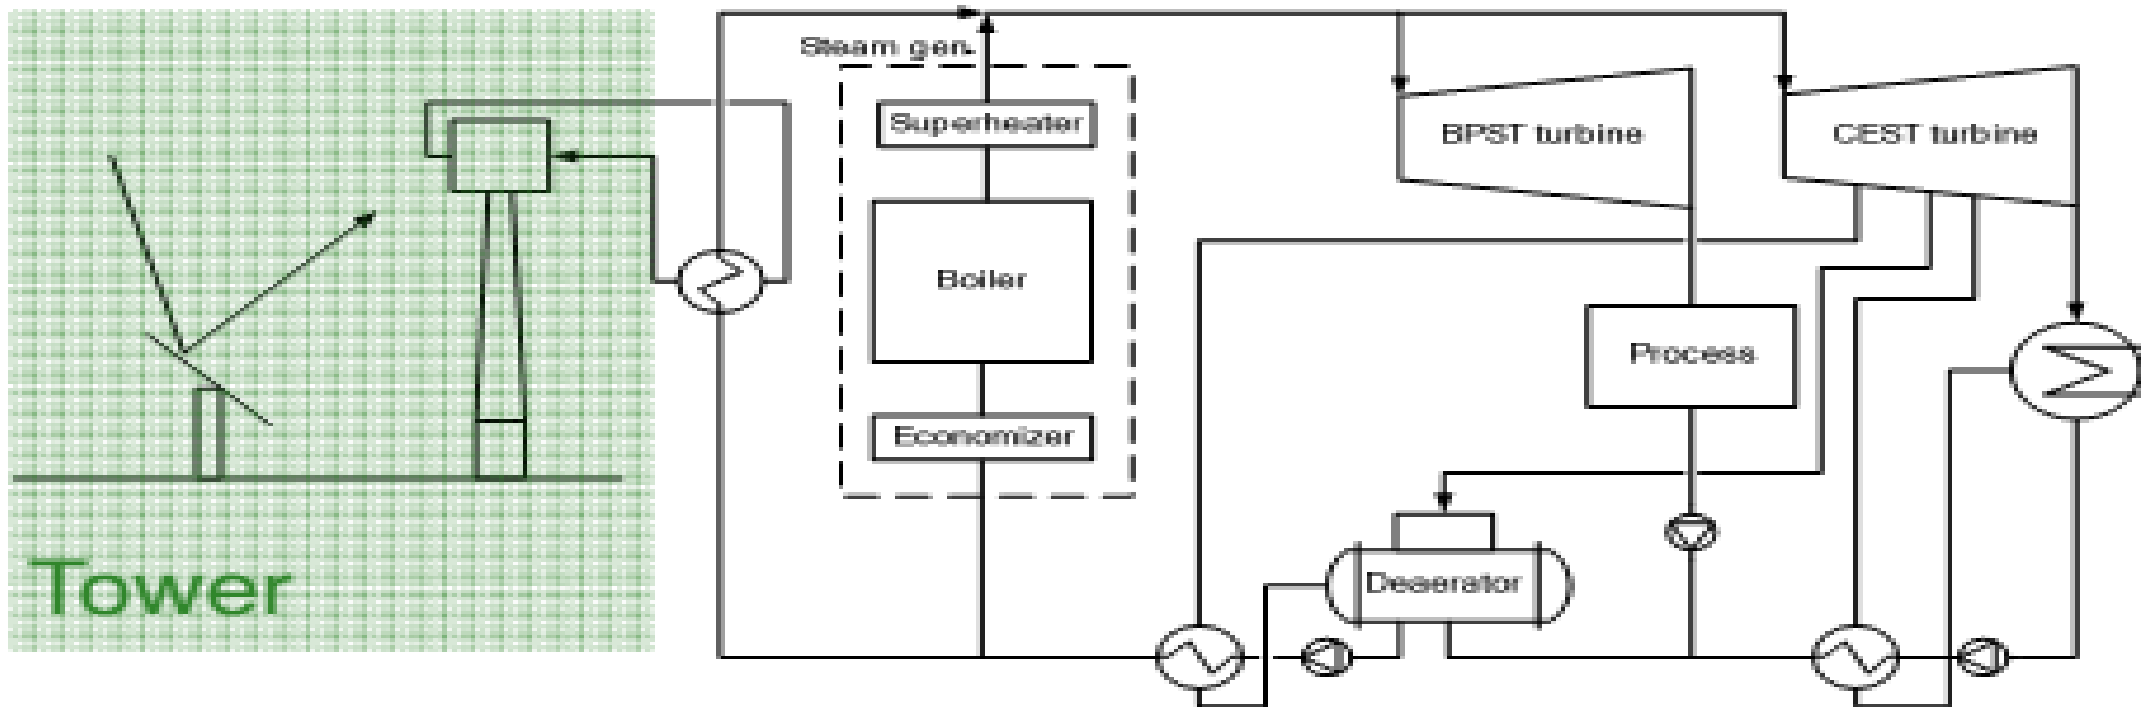 Steam gen.
Superheater
BPST turbine
CEST turbine
Boiler
Process
Economizer
Tower
Deaerator